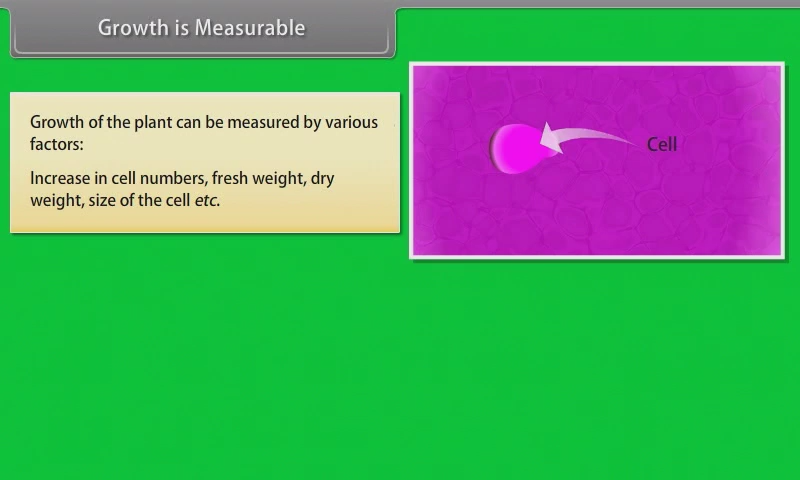 Growth is Measurable
Growth of the plant can be measured by various
factors:
Increase in cell numbers, fresh weight, dry
weight, size of the cell etc.
Cell